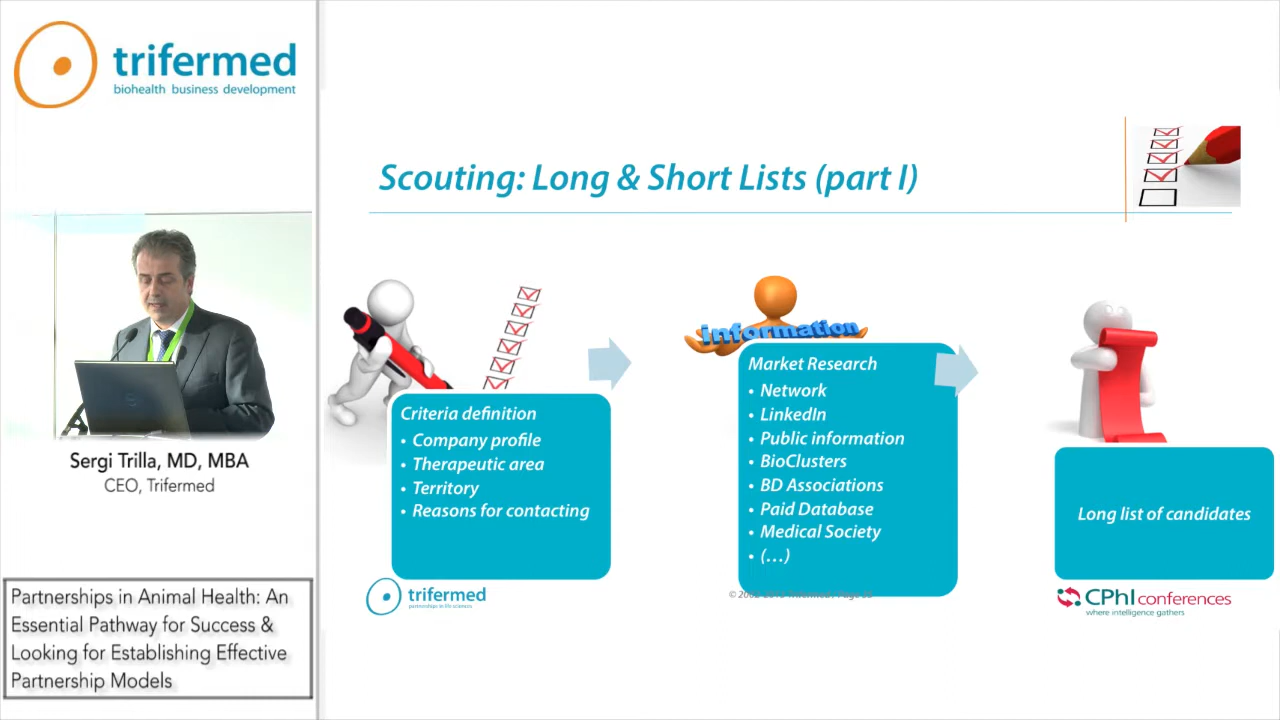 trifermed
biohealth business development
Sergi Trilla, MD, MBA
CEO, Trifermed
Partnerships in Animal Health: An
Essential Pathway for Success &
Looking for Establishing Effective
Partnership Models
Scouting: Long & Short Lists (part I)
Criteria definition
• Company profile
• Therapeutic area
• Territory
• Reasons for contacting
information
Market Research
• Network
• LinkedIn
• Public information
• BioClusters
• BD Associations
• Paid Database
• Medical Society
• (…)
Long list of candidates
trifermed
partnerships in life sciences
CPhI conferences
where intelligence gathers